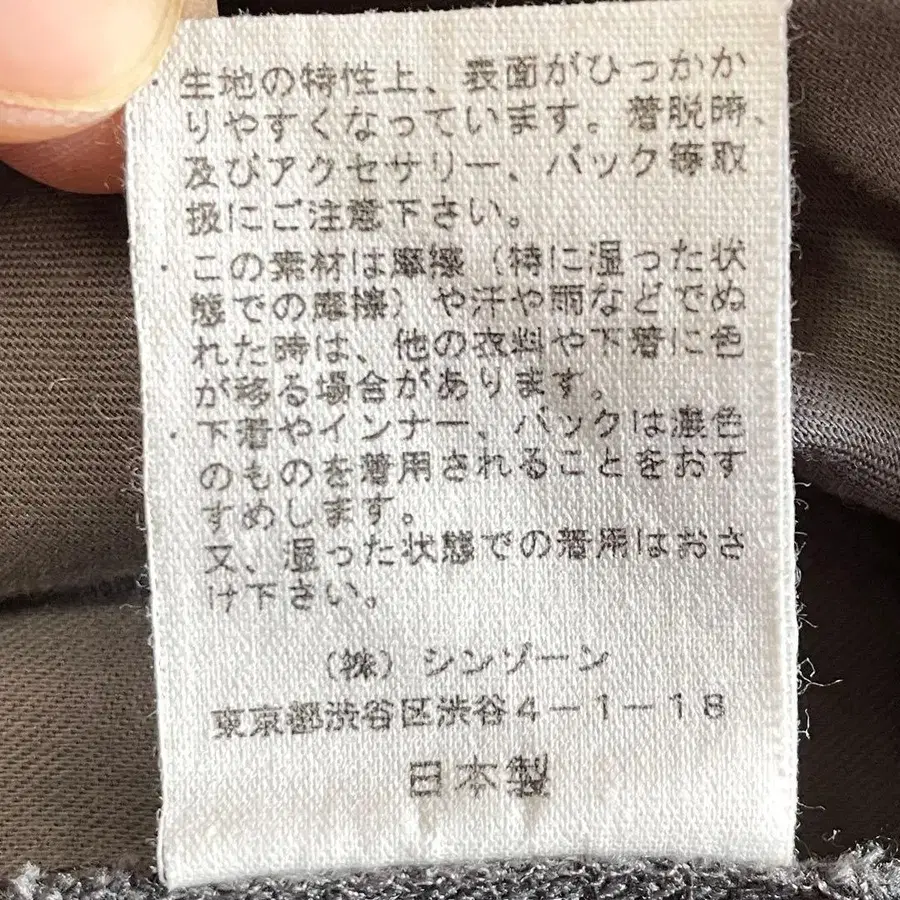 ・生地の特性上、表面がひっかか
りやすくなっています。着脱時、
及びアクセサリー、バック等取
扱にご注意下さい。
・この素材は摩擦（特に湿った状
態での摩擦）や汗や雨などでぬ
れた時は、他の衣料や下着に色
が移る場合があります。
・下着やインナー、バックは濃色
のものを着用されることをおす
すめします。
又、湿った状態での着用はおさ
け下さい。
（株）シンゾーン
東京都渋谷区渋谷4－1－18
日本製